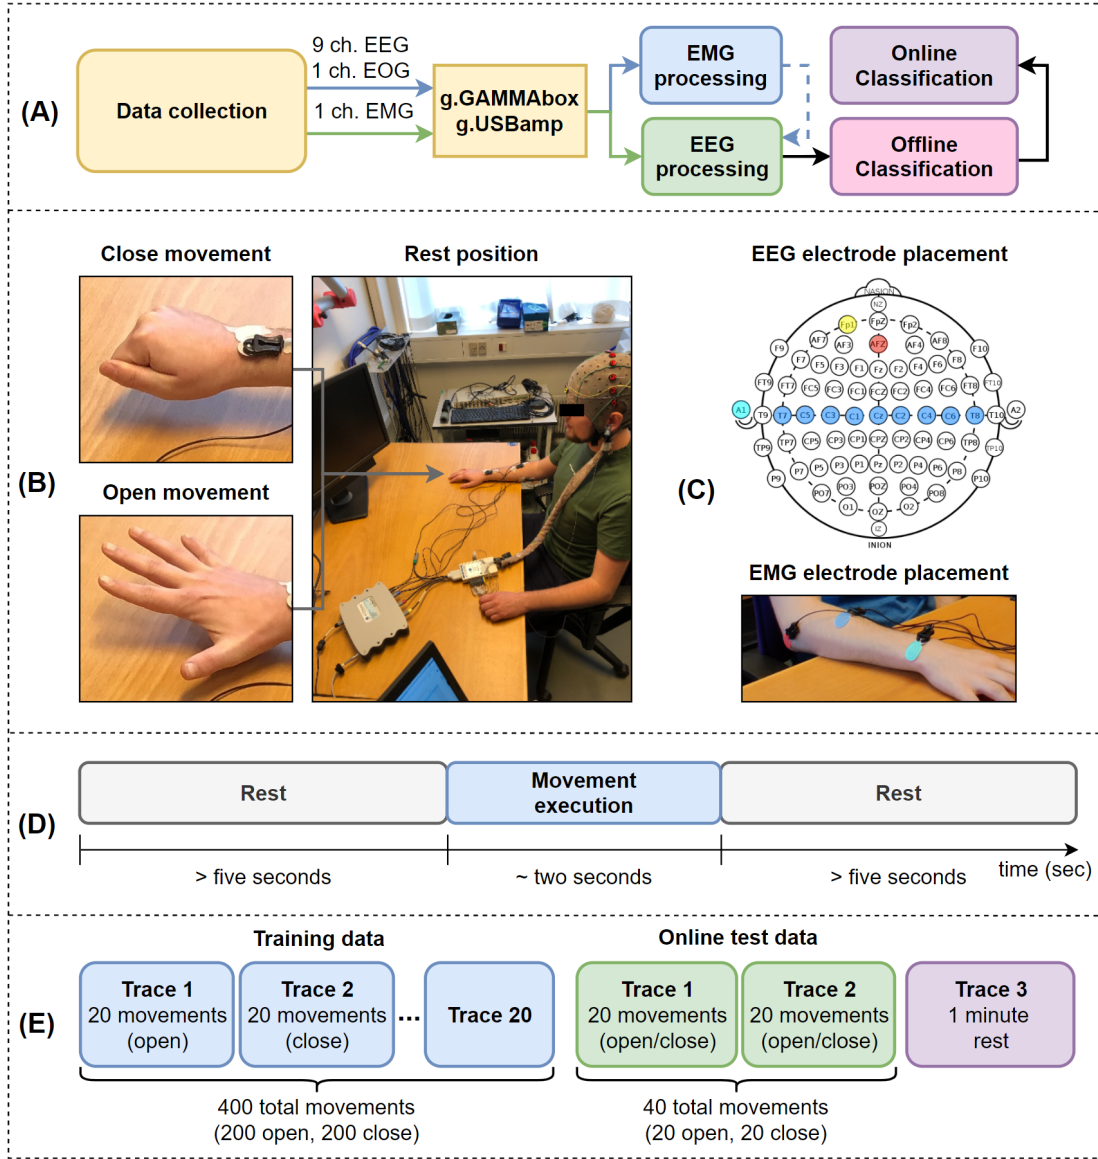 (A)
Data collection
9 ch. EEG
1 ch. EOG
1 ch. EMG
g.GAMMAbox
g.USBamp
EMG
processing
EEG
processing
Online
Classification
Offline
Classification
(B)
Close movement
Open movement
Rest position
(C)
EEG electrode placement
NASION
NZ
Fp1 FpZ Fp2
AF7 AF3 AFZ AF4 AF8
F9 F7 F5 F3 F1 Fz F2 F4 F6 F8 F10
FT9 FT7 FC5 FC3 FC1 FCZ FC2 FC4 FC6 FT8 FT10
A1 T9 T7 C5 C3 C1 Cz C2 C4 C6 T8 T10 A2
TP9 TP7 CP5 CP3 CP1 CPZ CP2 CP4 CP6 TP8 TP10
P9 P7 P5 P3 P1 Pz P2 P4 P6 P8 P10
PO7 PO3 POZ PO4 PO8
O1 OZ O2
IZ
INION
EMG electrode placement
(D)
Rest
Movement
execution
Rest
> five seconds
~ two seconds
> five seconds
time (sec)
(E)
Training data
Trace 1
20 movements
(open)
Trace 2
20 movements
(close)
...
Trace 20
400 total movements
(200 open, 200 close)
Online test data
Trace 1
20 movements
(open/close)
Trace 2
20 movements
(open/close)
40 total movements
(20 open, 20 close)
Trace 3
1 minute
rest